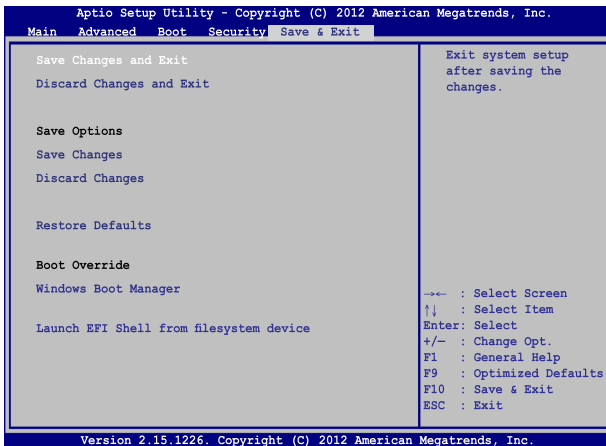 Aptio Setup Utility - Copyright (C) 2012 American Megatrends, Inc.
Main Advanced Boot Security Save & Exit
Save Changes and Exit
Discard Changes and Exit
Save Options
Save Changes
Discard Changes
Restore Defaults
Boot Override
Windows Boot Manager
Launch EFI Shell from filesystem device
Exit system setup
after saving the
changes.
→← : Select Screen
↑↓ : Select Item
Enter: Select
+/— : Change Opt.
F1 : General Help
F9 : Optimized Defaults
F10 : Save & Exit
ESC : Exit
Version 2.15.1226. Copyright (C) 2012 American Megatrends, Inc.